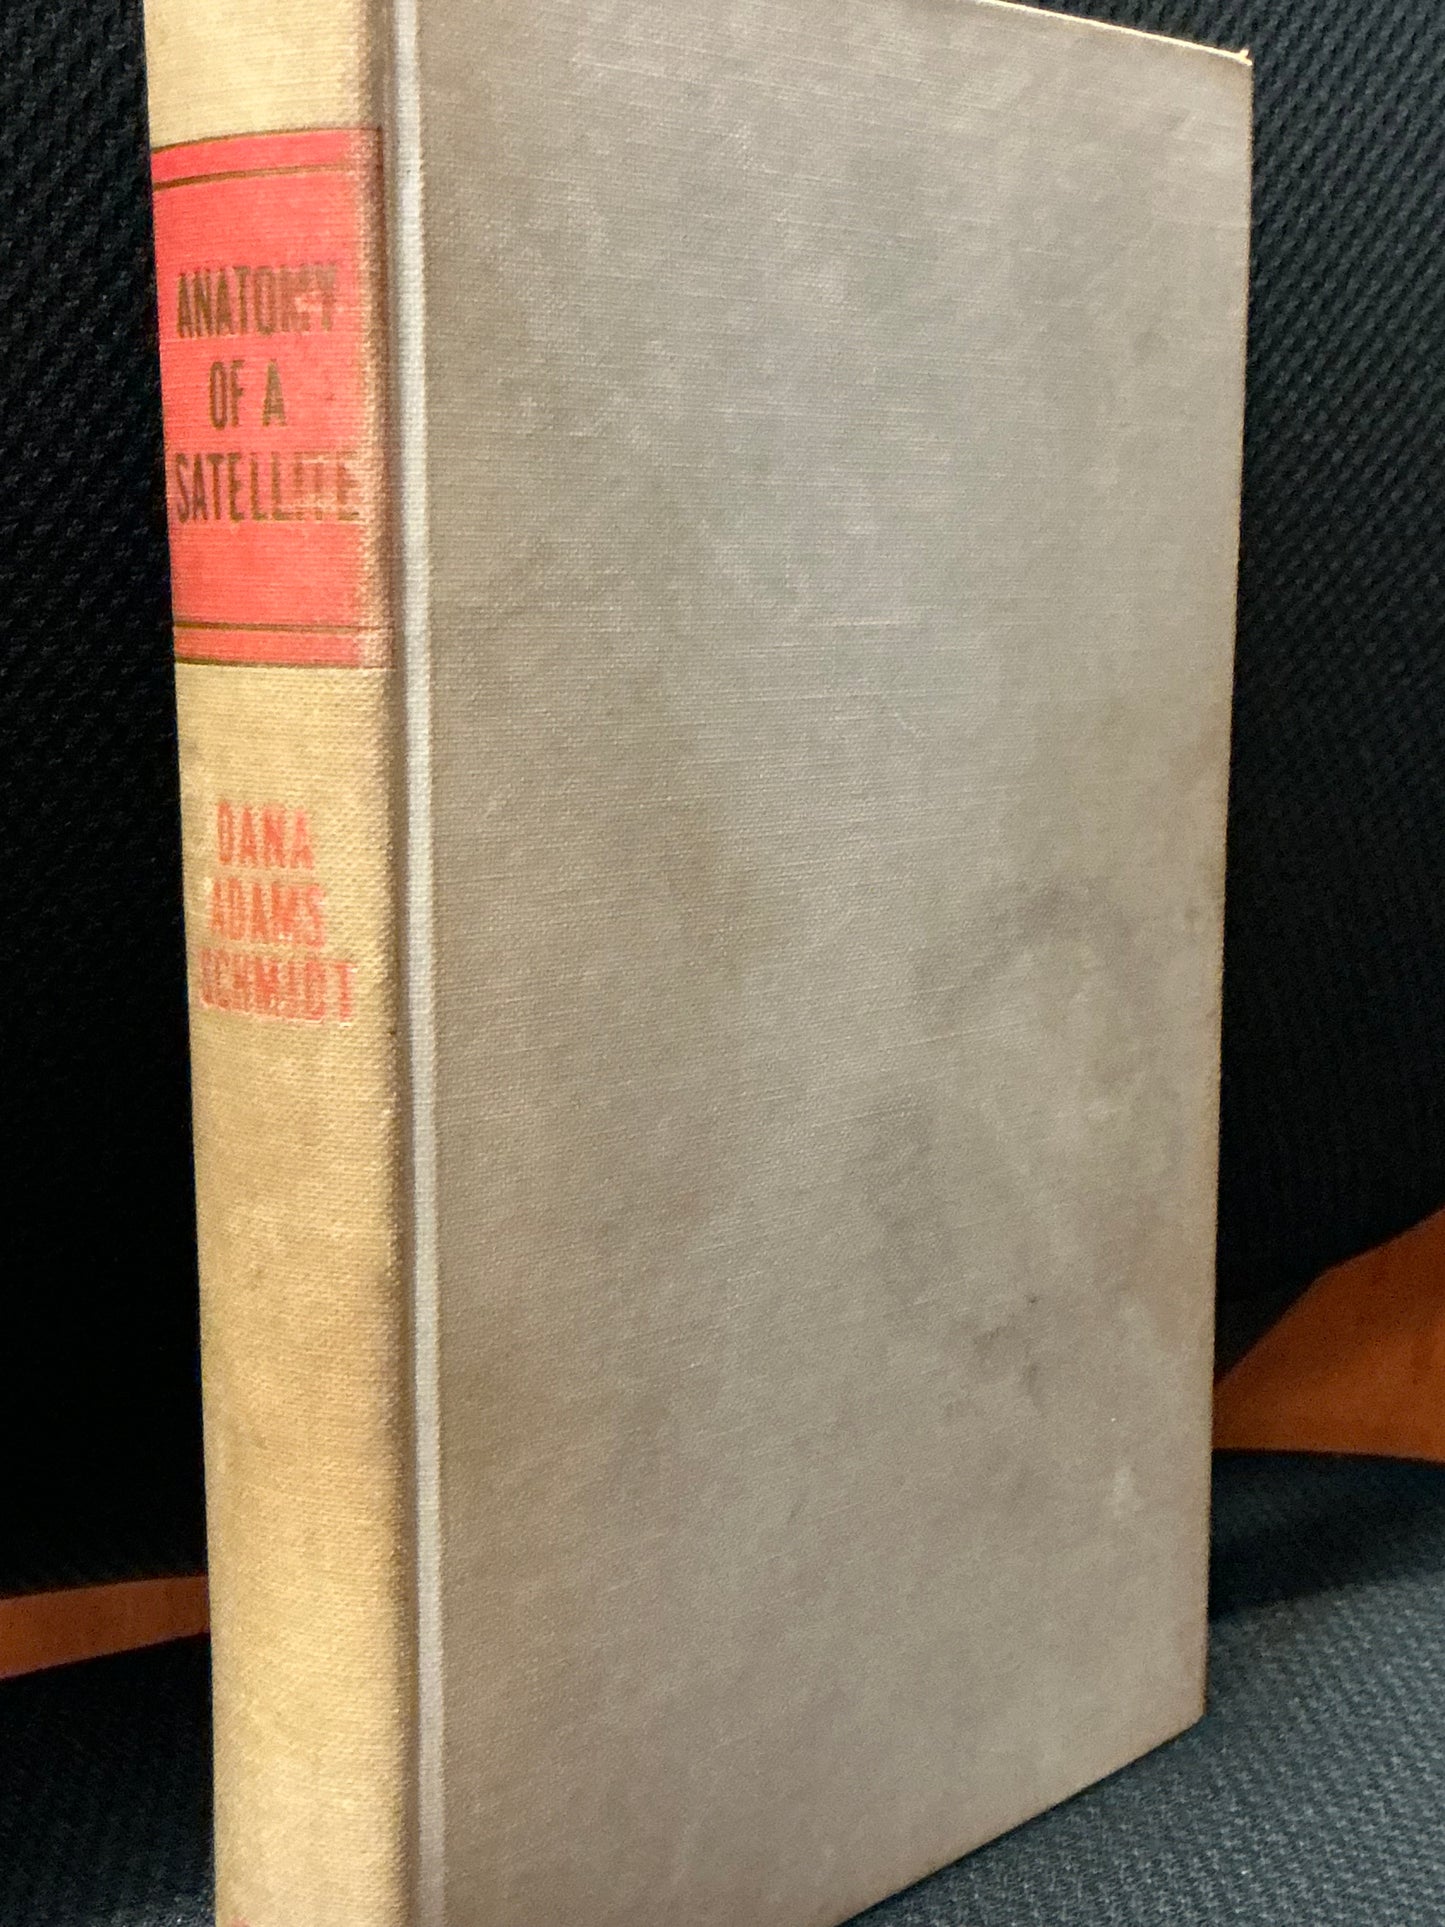 ANATOMY
OF A
SATELLITE
DANA
ADAMS
SCHMIDT